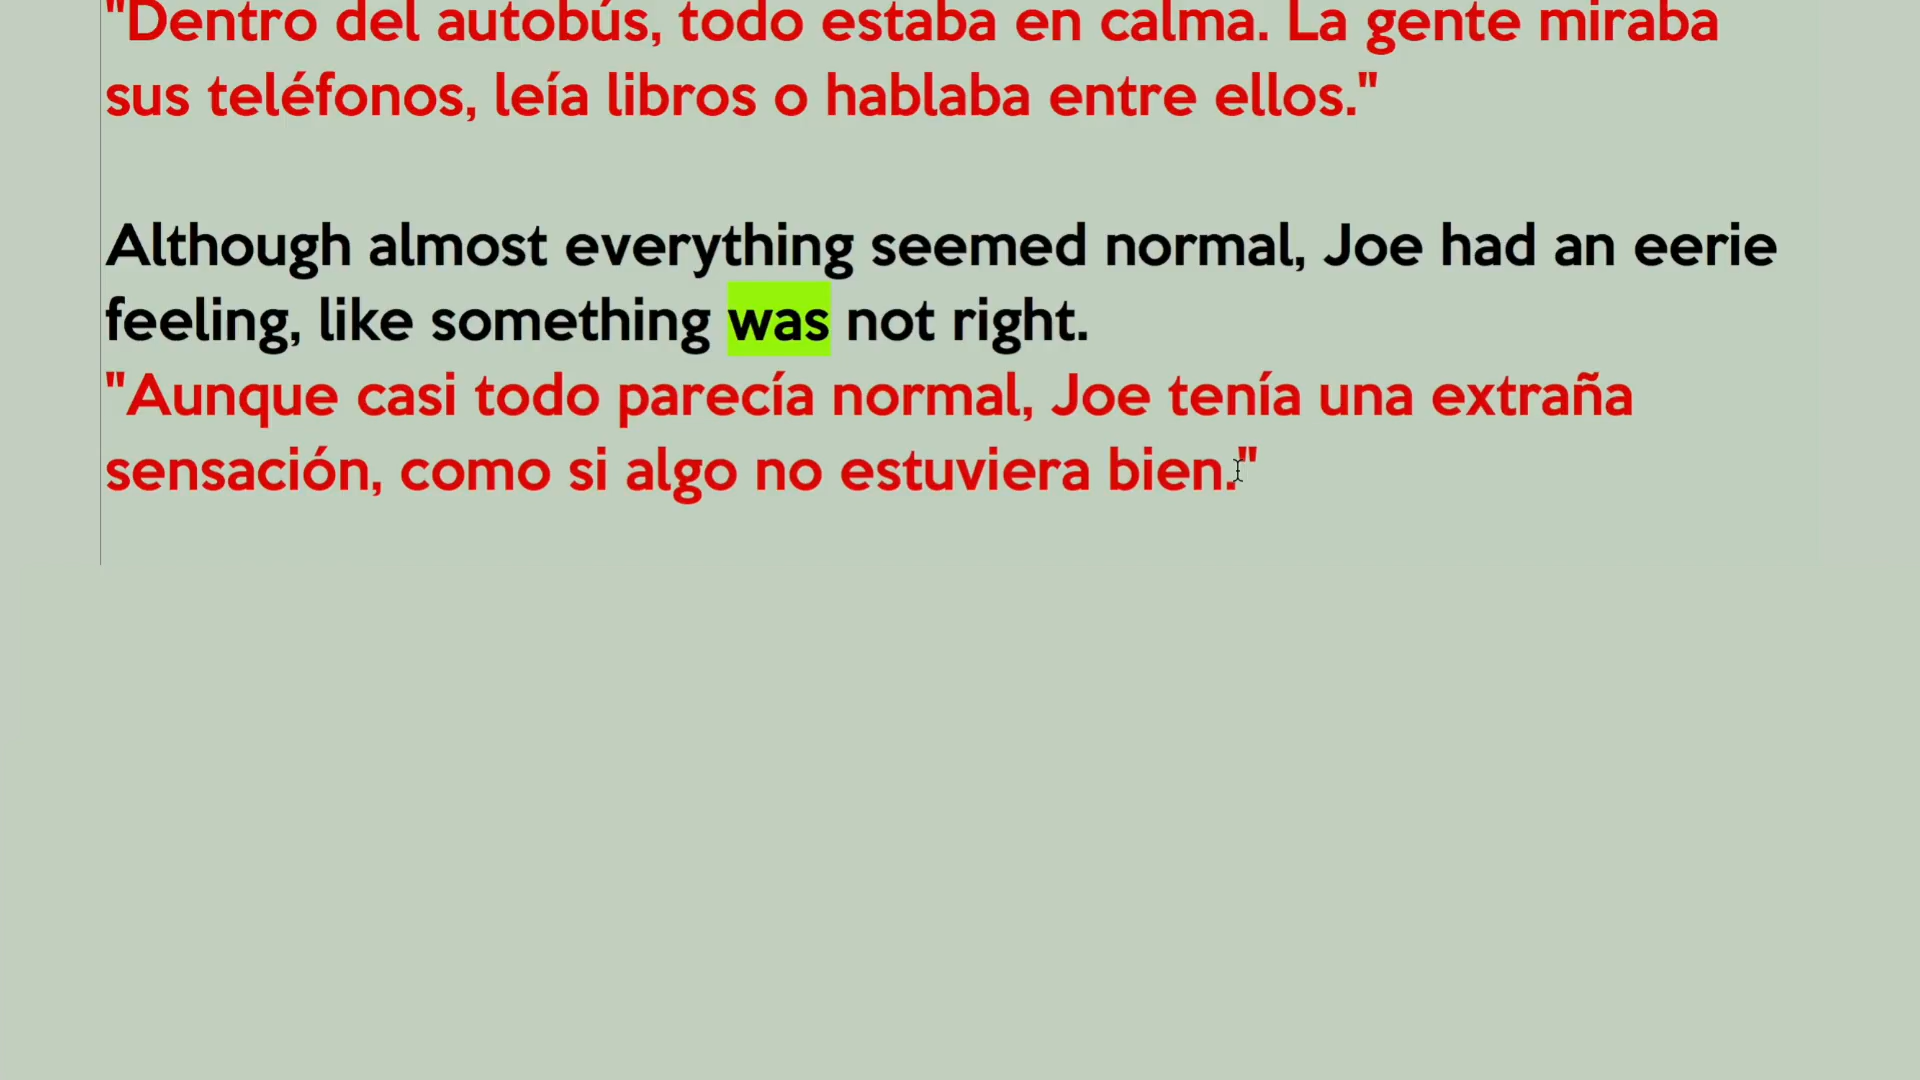 "Dentro del autobús, todo estaba en calma. La gente miraba
sus teléfonos, leía libros o hablaba entre ellos."
Although almost everything seemed normal, Joe had an eerie
feeling, like something was not right.
"Aunque casi todo parecía normal, Joe tenía una extraña
sensación, como si algo no estuviera bien."